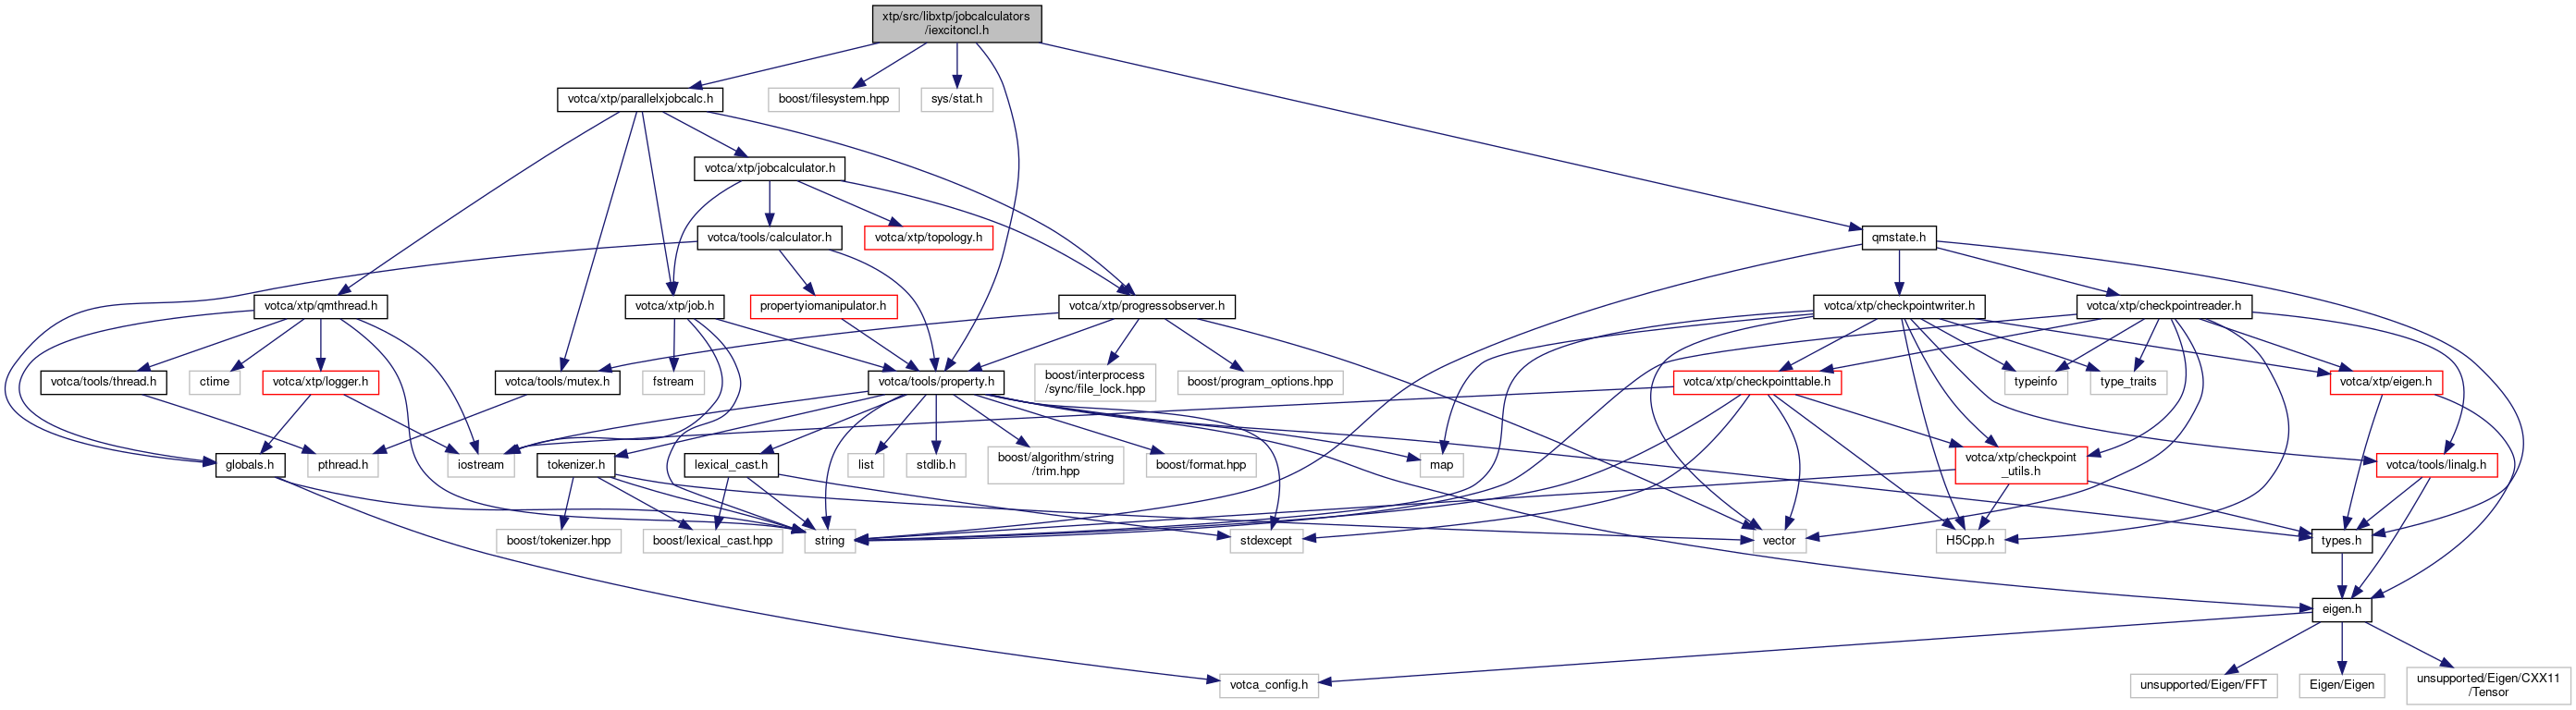 xtp/src/libxtp/jobcalculators
/iexcitoncl.h
votca/xtp/parallelxjobcalc.h
boost/filesystem.hpp
sys/stat.h
votca/xtp/jobcalculator.h
votca/tools/calculator.h
votca/xtp/topology.h
qmstate.h
votca/xtp/qmthread.h
votca/xtp/job.h
propertyiomanipulator.h
votca/xtp/progressobserver.h
votca/xtp/checkpointwriter.h
votca/xtp/checkpointreader.h
votca/tools/thread.h
ctime
votca/xtp/logger.h
votca/tools/mutex.h
fstream
votca/tools/property.h
boost/interprocess
/sync/file_lock.hpp
boost/program_options.hpp
votca/xtp/checkpointtable.h
typeinfo
type_traits
votca/xtp/eigen.h
globals.h
pthread.h
iostream
tokenizer.h
lexical_cast.h
list
stdlib.h
boost/algorithm/string
/trim.hpp
boost/format.hpp
map
votca/xtp/checkpoint
_utils.h
votca/tools/linalg.h
boost/tokenizer.hpp
boost/lexical_cast.hpp
string
stdexcept
vector
H5Cpp.h
types.h
eigen.h
votca_config.h
unsupported/Eigen/FFT
Eigen/Eigen
unsupported/Eigen/CXX11
/Tensor